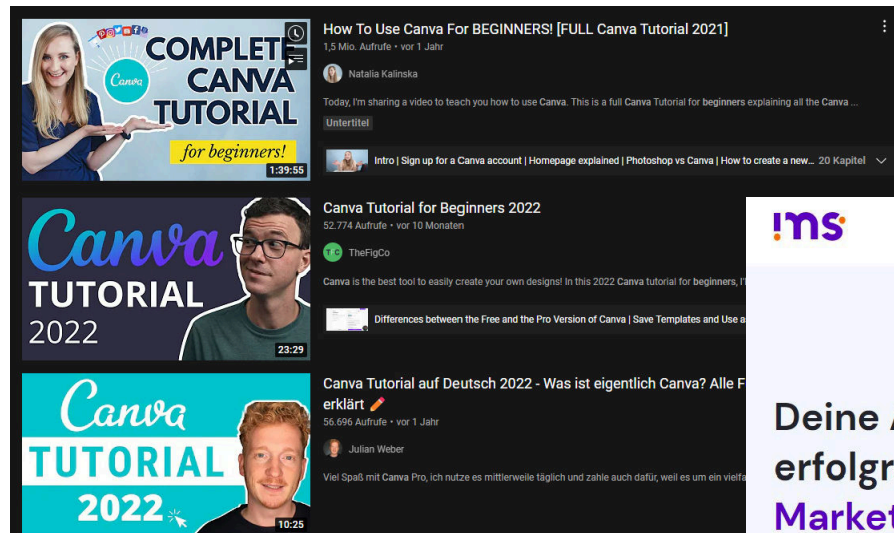 COMPLETE
CANVA
TUTORIAL
for beginners!
Canva
1:39:55
How To Use Canva For BEGINNERS! [FULL Canva Tutorial 2021]
1,5 Mio. Aufrufe • vor 1 Jahr
Natalia Kalinska
Today, I'm sharing a video to teach you how to use Canva. This is a full Canva Tutorial for beginners explaining all the Canva ...
Untertitel
Intro | Sign up for a Canva account | Homepage explained | Photoshop vs Canva | How to create a new... 20 Kapitel
Canva
TUTORIAL
2022
23:29
Canva Tutorial for Beginners 2022
52.774 Aufrufe • vor 10 Monaten
T C
TheFigCo
Canva is the best tool to easily create your own designs! In this 2022 Canva tutorial for beginners, I'
Differences between the Free and the Pro Version of Canva | Save Templates and Use a
Canva
TUTORIAL
2022
10:25
Canva Tutorial auf Deutsch 2022 - Was ist eigentlich Canva? Alle F
erklärt
56.696 Aufrufe • vor 1 Jahr
Julian Weber
Viel Spaß mit Canva Pro, ich nutze es mittlerweile täglich und zahle auch dafür, weil es um ein vielfa
!ms
Deine A
erfolgr
Market